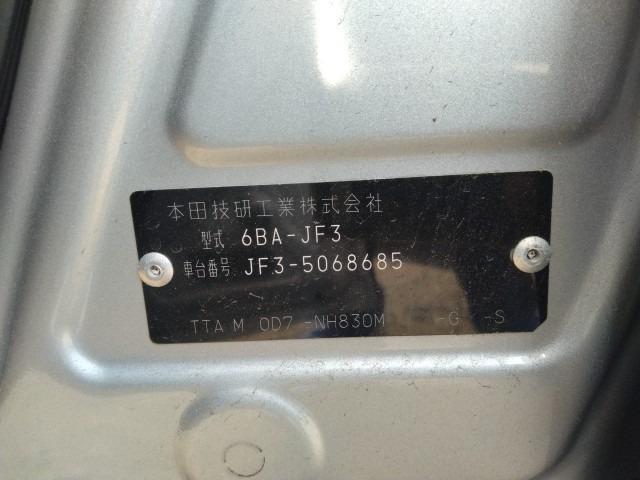 本田技研工業株式会社
型式 6BA-JF3
車台番号 JF3-5068685
TTA M 0D7 -NH830M -G -S